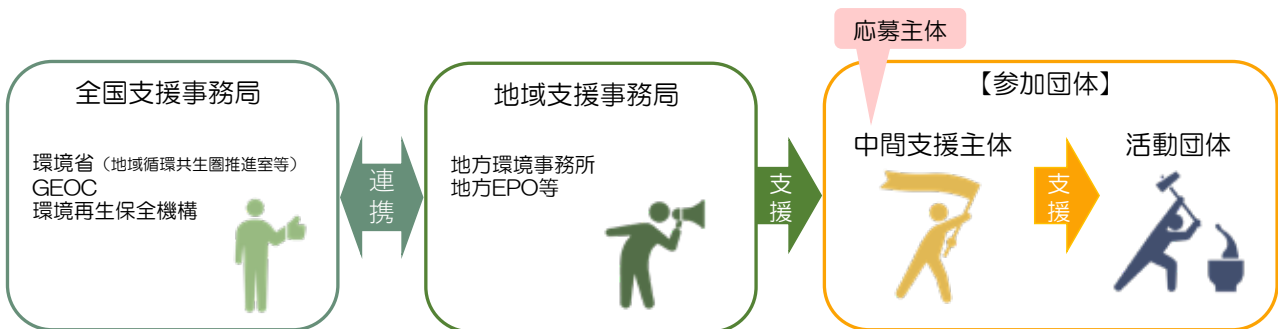 応募主体
全国支援事務局
環境省（地域循環共生圏推進室等）
GEOC
環境再生保全機構
連携
地域支援事務局
地方環境事務所
地方EPO等
支援
【参加団体】
中間支援主体
支援
活動団体